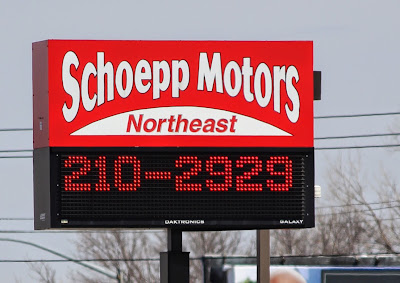 Schoepp Motors
Northeast
210-2929
DAKTRONICS GALAXY